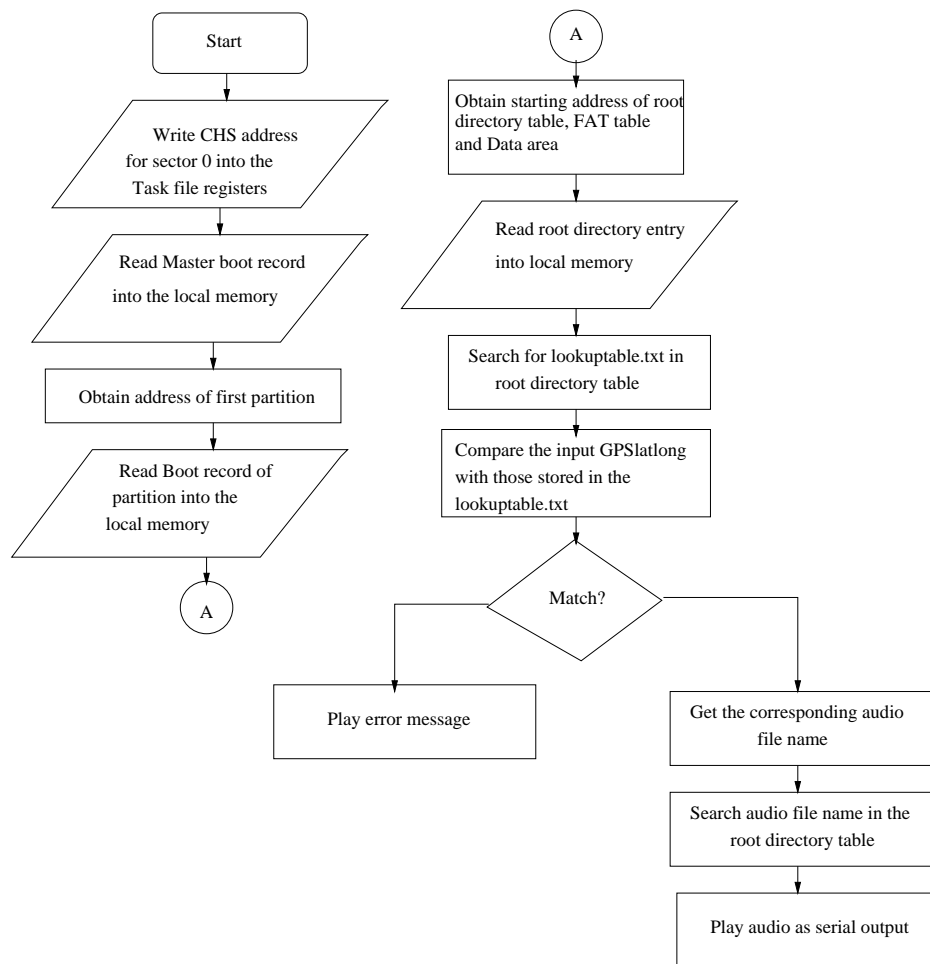 Start
Write CHS address
for sector 0 into the
Task file registers
Read Master boot record
into the local memory
Obtain address of first partition
Read Boot record of
partition into the
local memory
A
A
Obtain starting address of root
directory table, FAT table
and Data area
Read root directory entry
into local memory
Search for lookuptable.txt in
root directory table
Compare the input GPSlatlong
with those stored in the
lookuptable.txt
Match?
Play error message
Get the corresponding audio
file name
Search audio file name in the
root directory table
Play audio as serial output